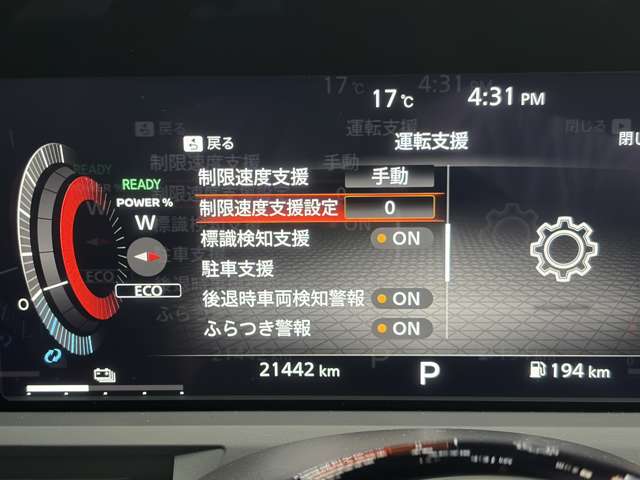 17℃ 4:31 PM
戻る 運転支援 閉じ
READY 制限速度支援 手動
POWER % 制限速度支援設定 0
W 標識検知支援 ON
駐車支援
ECO 後退時車両検知警報 ON
0 ふらつき警報 ON
21442 km P 194 km